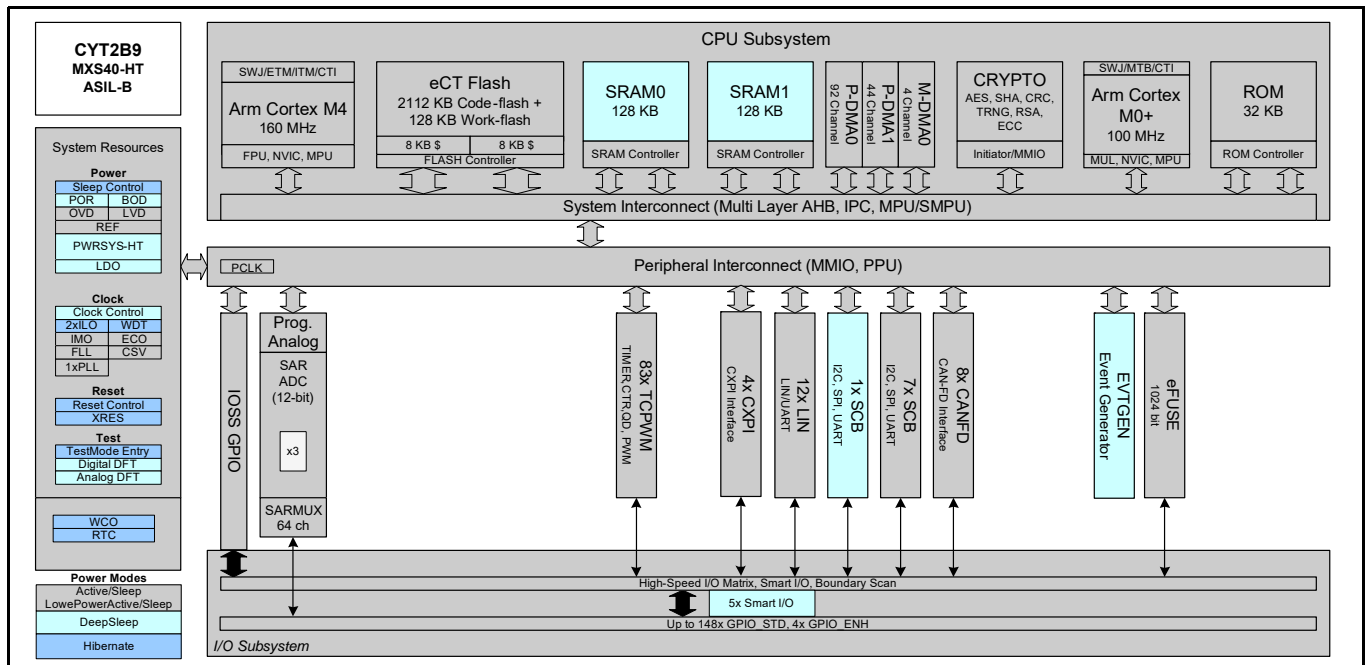 CYT2B9
MXS40-HT
ASIL-B
System Resources
Power
Sleep Control
POR BOD
OVD LVD
REF
PWRSYS-HT
LDO
Clock
Clock Control
2xILO WDT
IMO ECO
FLL CSV
1xPLL
Reset
Reset Control
XRES
Test
TestMode Entry
Digital DFT
Analog DFT
WCO
RTC
Power Modes
Active/Sleep
LowePowerActive/Sleep
DeepSleep
Hibernate
CPU Subsystem
SWJ/ETM/ITM/CTI
Arm Cortex M4
160 MHz
FPU, NVIC, MPU
eCT Flash
2112 KB Code-flash +
128 KB Work-flash
8 KB $ 8 KB $
FLASH Controller
SRAM0
128 KB
SRAM Controller
SRAM1
128 KB
SRAM Controller
P-DMA0
92 Channel
P-DMA1
44 Channel
M-DMA0
4 Channel
CRYPTO
AES, SHA, CRC,
TRNG, RSA,
ECC
Initiator/MMIO
SWJ/MTB/CTI
Arm Cortex
M0+
100 MHz
MUL, NVIC, MPU
ROM
32 KB
ROM Controller
System Interconnect (Multi Layer AHB, IPC, MPU/SMPU)
PCLK
Peripheral Interconnect (MMIO, PPU)
IOSS GPIO
Prog.
Analog
SAR
ADC
(12-bit)
x3
SARMUX
64 ch
83x TCPWM
TIMER,CTR,QD, PWM
4x CXPI
CXPI Interface
12x LIN
LIN/UART
1x SCB
I2C, SPI, UART
7x SCB
I2C, SPI, UART
8x CANFD
CAN-FD Interface
EVTGEN
Event Generator
eFUSE
1024 bit
High-Speed I/O Matrix, Smart I/O, Boundary Scan
5x Smart I/O
Up to 148x GPIO_STD, 4x GPIO_ENH
I/O Subsystem